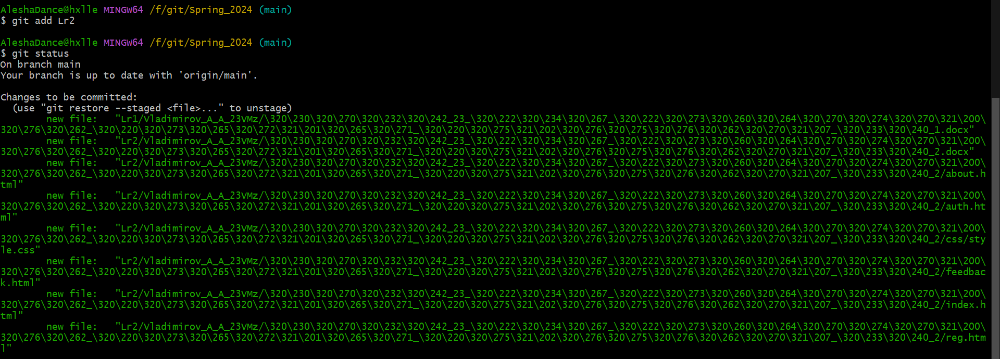 AleshaDance@hxlle MINGW64 /f/git/Spring_2024 (main)
$ git add Lr2
AleshaDance@hxlle MINGW64 /f/git/Spring_2024 (main)
$ git status
On branch main
Your branch is up to date with 'origin/main'.
Changes to be committed:
  (use "git restore --staged <file>..." to unstage)
        new file:   "Lr1/Vladimirov_A_A_23VMz/\320\230\320\270\320\232\320\242_23_\320\222\320\234\320\267_\320\222\320\273\320\260\320\264\320\270\320\274\320\270\321\200\
320\276\320\262_\320\220\320\273\320\265\320\272\321\201\320\265\320\271_\320\220\320\275\321\202\320\276\320\275\320\276\320\262\320\270\321\207_\320\233\320\240_1.docx"
        new file:   "Lr2/Vladimirov_A_A_23VMz/\320\230\320\270\320\232\320\242_23_\320\222\320\234\320\267_\320\222\320\273\320\260\320\264\320\270\320\274\320\270\321\200\
320\276\320\262_\320\220\320\273\320\265\320\272\321\201\320\265\320\271_\320\220\320\275\321\202\320\276\320\275\320\276\320\262\320\270\321\207_\320\233\320\240_2.docx"
        new file:   "Lr2/Vladimirov_A_A_23VMz/\320\230\320\270\320\232\320\242_23_\320\222\320\234\320\267_\320\222\320\273\320\260\320\264\320\270\320\274\320\270\321\200\
320\276\320\262_\320\220\320\273\320\265\320\272\321\201\320\265\320\271_\320\220\320\275\321\202\320\276\320\275\320\276\320\262\320\270\321\207_\320\233\320\240_2/about.h
tml"
        new file:   "Lr2/Vladimirov_A_A_23VMz/\320\230\320\270\320\232\320\242_23_\320\222\320\234\320\267_\320\222\320\273\320\260\320\264\320\270\320\274\320\270\321\200\
320\276\320\262_\320\220\320\273\320\265\320\272\321\201\320\265\320\271_\320\220\320\275\321\202\320\276\320\275\320\276\320\262\320\270\321\207_\320\233\320\240_2/auth.ht
ml"
        new file:   "Lr2/Vladimirov_A_A_23VMz/\320\230\320\270\320\232\320\242_23_\320\222\320\234\320\267_\320\222\320\273\320\260\320\264\320\270\320\274\320\270\321\200\
320\276\320\262_\320\220\320\273\320\265\320\272\321\201\320\265\320\271_\320\220\320\275\321\202\320\276\320\275\320\276\320\262\320\270\321\207_\320\233\320\240_2/css/sty
le.css"
        new file:   "Lr2/Vladimirov_A_A_23VMz/\320\230\320\270\320\232\320\242_23_\320\222\320\234\320\267_\320\222\320\273\320\260\320\264\320\270\320\274\320\270\321\200\
320\276\320\262_\320\220\320\273\320\265\320\272\321\201\320\265\320\271_\320\220\320\275\321\202\320\276\320\275\320\276\320\262\320\270\321\207_\320\233\320\240_2/feedbac
k.html"
        new file:   "Lr2/Vladimirov_A_A_23VMz/\320\230\320\270\320\232\320\242_23_\320\222\320\234\320\267_\320\222\320\273\320\260\320\264\320\270\320\274\320\270\321\200\
320\276\320\262_\320\220\320\273\320\265\320\272\321\201\320\265\320\271_\320\220\320\275\321\202\320\276\320\275\320\276\320\262\320\270\321\207_\320\233\320\240_2/index.h
tml"
        new file:   "Lr2/Vladimirov_A_A_23VMz/\320\230\320\270\320\232\320\242_23_\320\222\320\234\320\267_\320\222\320\273\320\260\320\264\320\270\320\274\320\270\321\200\
320\276\320\262_\320\220\320\273\320\265\320\272\321\201\320\265\320\271_\320\220\320\275\321\202\320\276\320\275\320\276\320\262\320\270\321\207_\320\233\320\240_2/reg.htm
l"